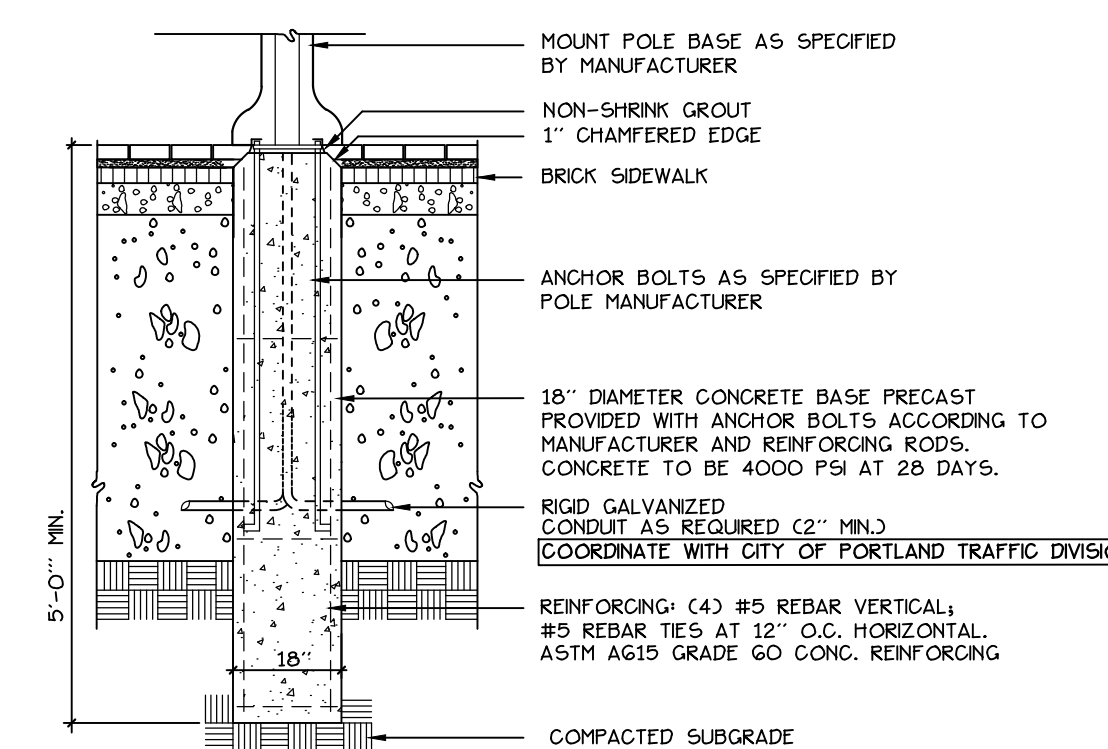 MOUNT POLE BASE AS SPECIFIED
BY MANUFACTURER
NON-SHRINK GROUT
1'' CHAMFERED EDGE
BRICK SIDEWALK
ANCHOR BOLTS AS SPECIFIED BY
POLE MANUFACTURER
18'' DIAMETER CONCRETE BASE PRECAST
PROVIDED WITH ANCHOR BOLTS ACCORDING TO
MANUFACTURER AND REINFORCING RODS.
CONCRETE TO BE 4000 PSI AT 28 DAYS.
RIGID GALVANIZED
CONDUIT AS REQUIRED (2'' MIN.)
COORDINATE WITH CITY OF PORTLAND TRAFFIC
REINFORCING: (4) #5 REBAR VERTICAL;
#5 REBAR TIES AT 12'' O.C. HORIZONTAL.
ASTM A615 GRADE 60 CONC. REINFORCING
COMPACTED SUBGRADE
5'-0''' MIN.
18''